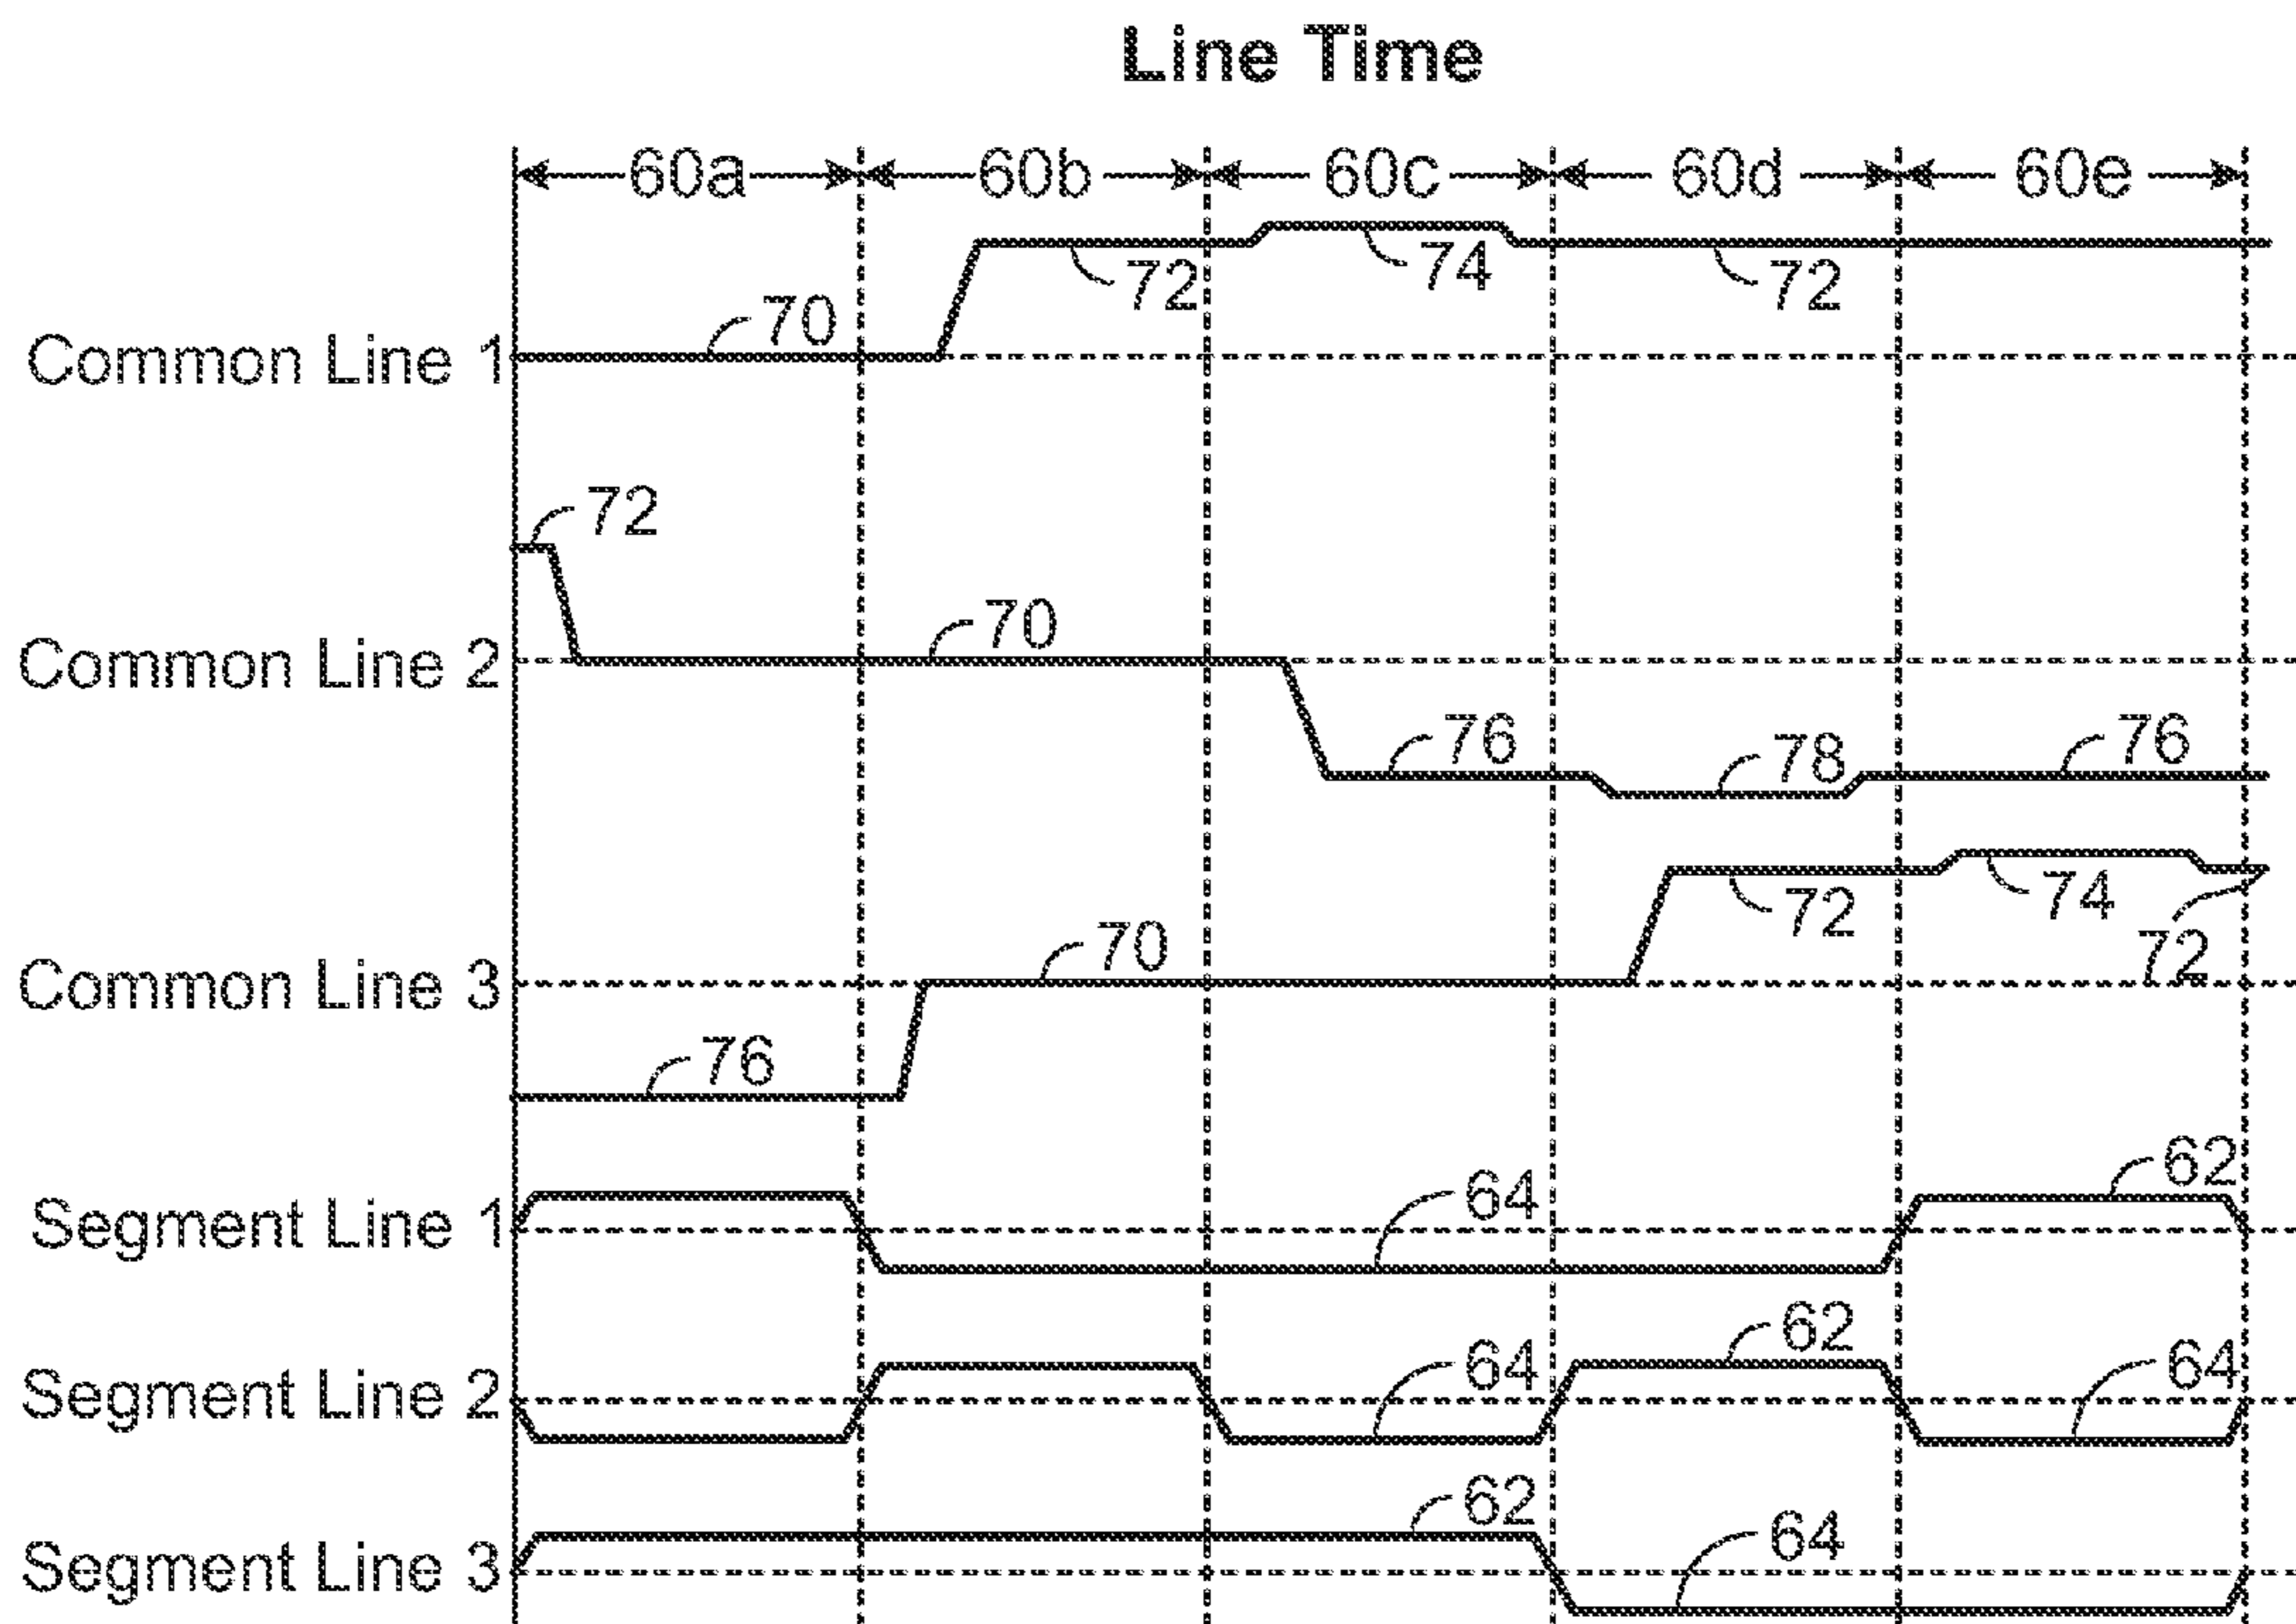 Line Time
60a 60b 60c 60d 60e
72 74 72
70
Common Line 1
72
70
Common Line 2
76 78 76
72 74
70 72
Common Line 3
76
62
64
Segment Line 1
62
64 64
Segment Line 2
62
64
Segment Line 3